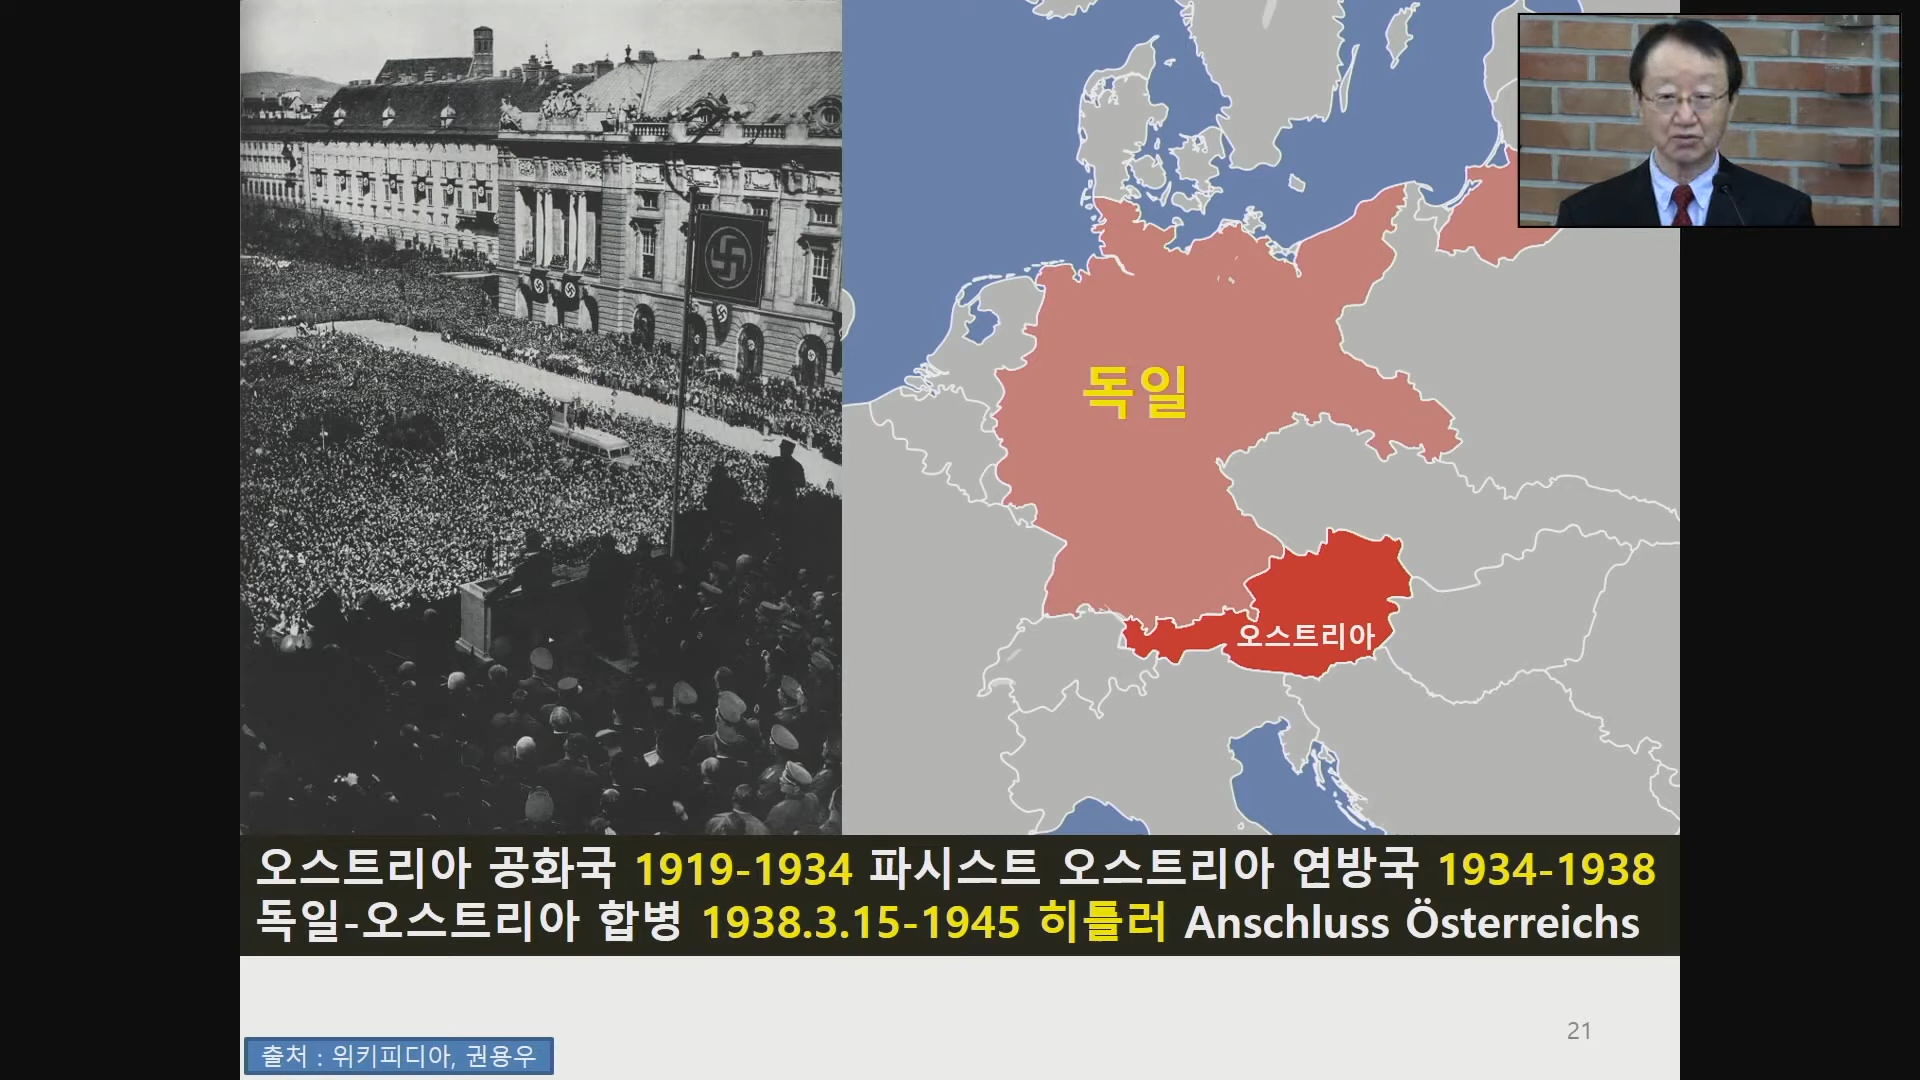 독일
오스트리아
오스트리아 공화국 1919-1934 파시스트 오스트리아 연방국 1934-1938
독일-오스트리아 합병 1938.3.15-1945 히틀러 Anschluss Österreichs
21
출처 : 위키피디아, 권용우